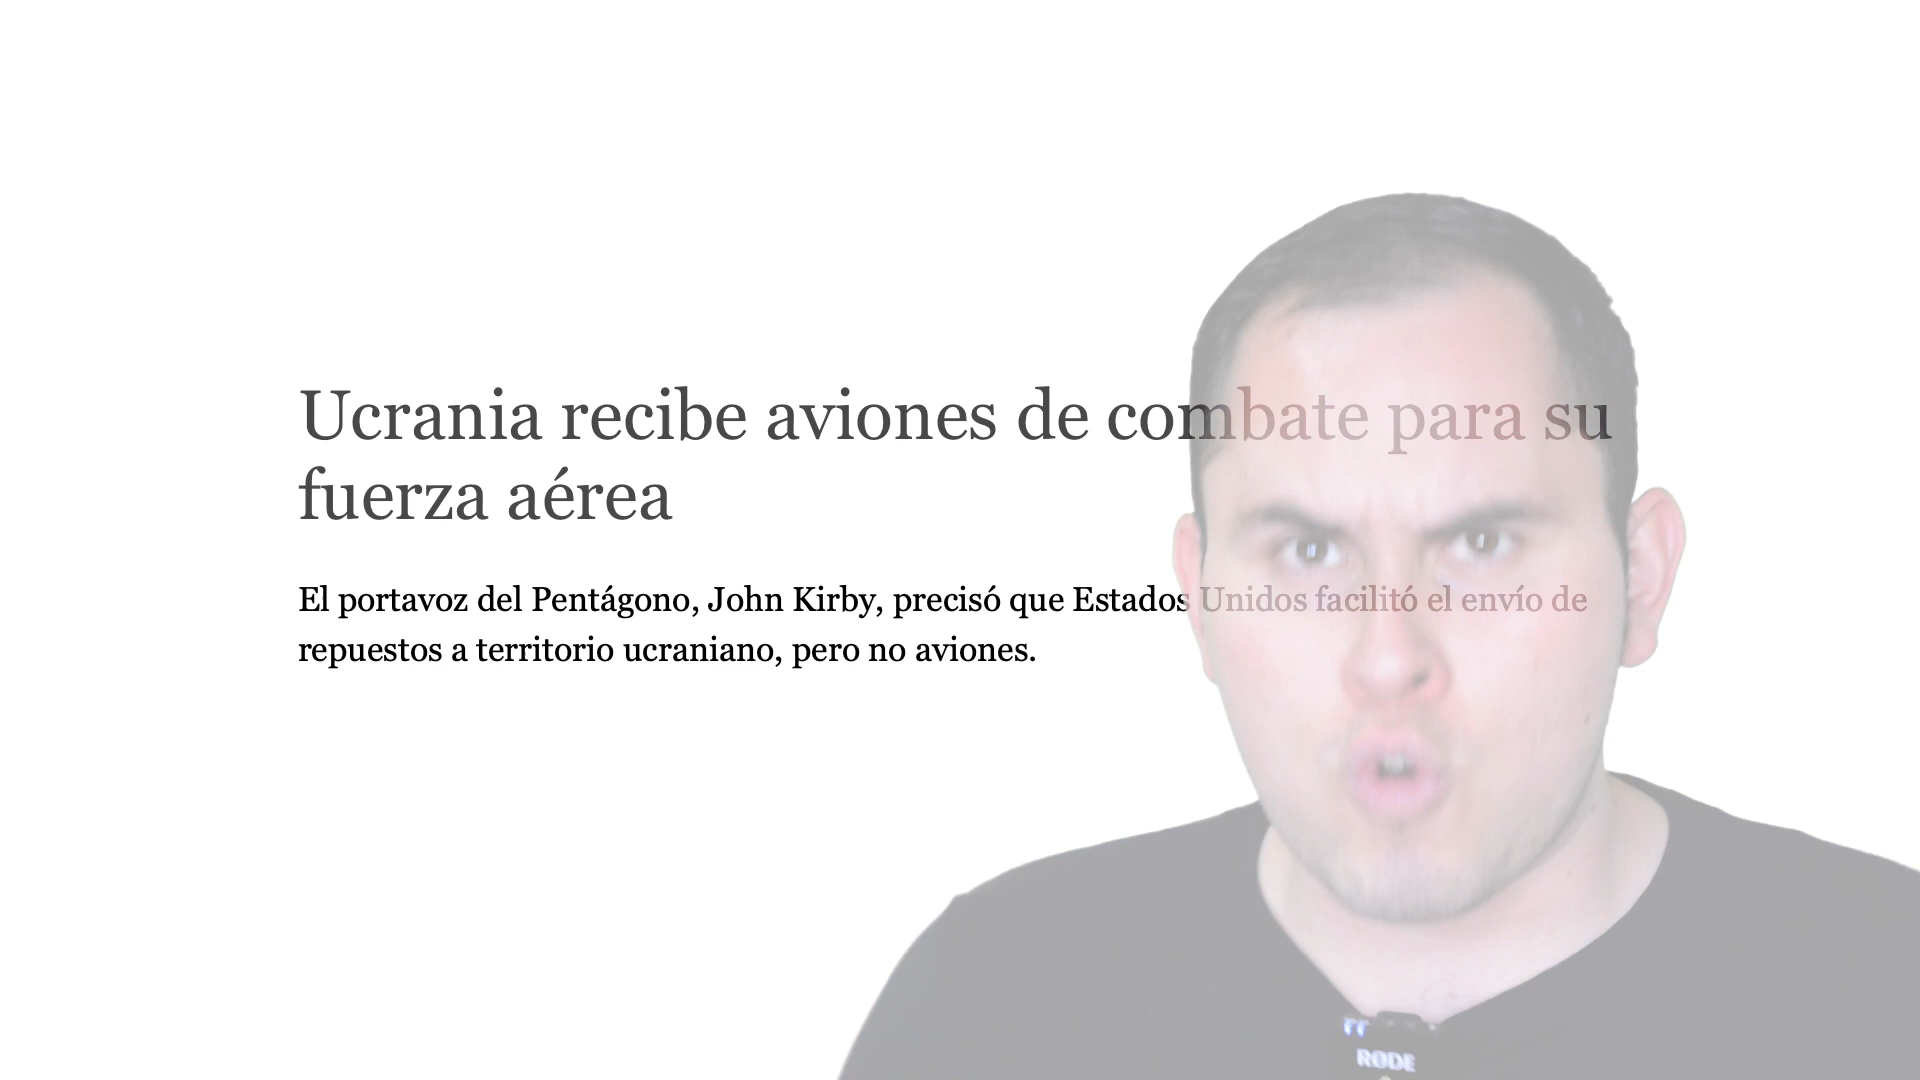 Ucrania recibe aviones de combate para su
fuerza aérea
El portavoz del Pentágono, John Kirby, precisó que Estados Unidos facilitó el envío de
repuestos a territorio ucraniano, pero no aviones.
RODE